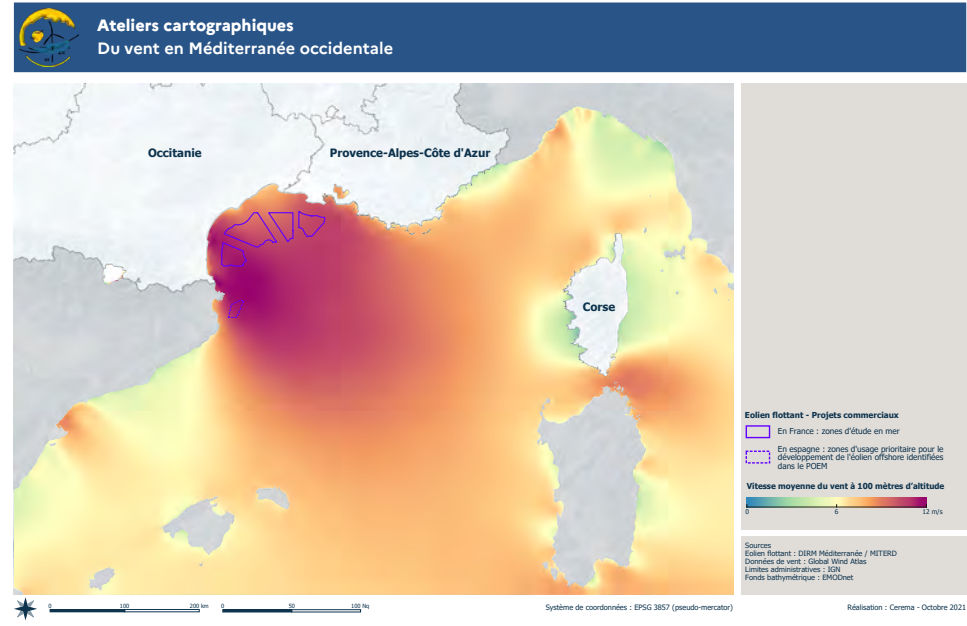 Ateliers cartographiques
Du vent en Méditerranée occidentale
Occitanie
Provence-Alpes-Côte d'Azur
Corse
Eolien flottant - Projets commerciaux
En France : zones d'étude en mer
En espagne : zones d'usage prioritaire pour le
développement de l'éolien offshore identifiées
dans le POEM
Vitesse moyenne du vent à 100 mètres d'altitude
0 6 12 m/s
Sources
Eolien flottant : DIRM Méditerranée / MITERD
Données de vent : Global Wind Atlas
Limites administratives : IGN
Fonds bathymétrique : EMODnet
0 100 200 km 0 50 100 Nq
Système de coordonnées : EPSG 3857 (pseudo-mercator)
Réalisation : Cerema - Octobre 2021